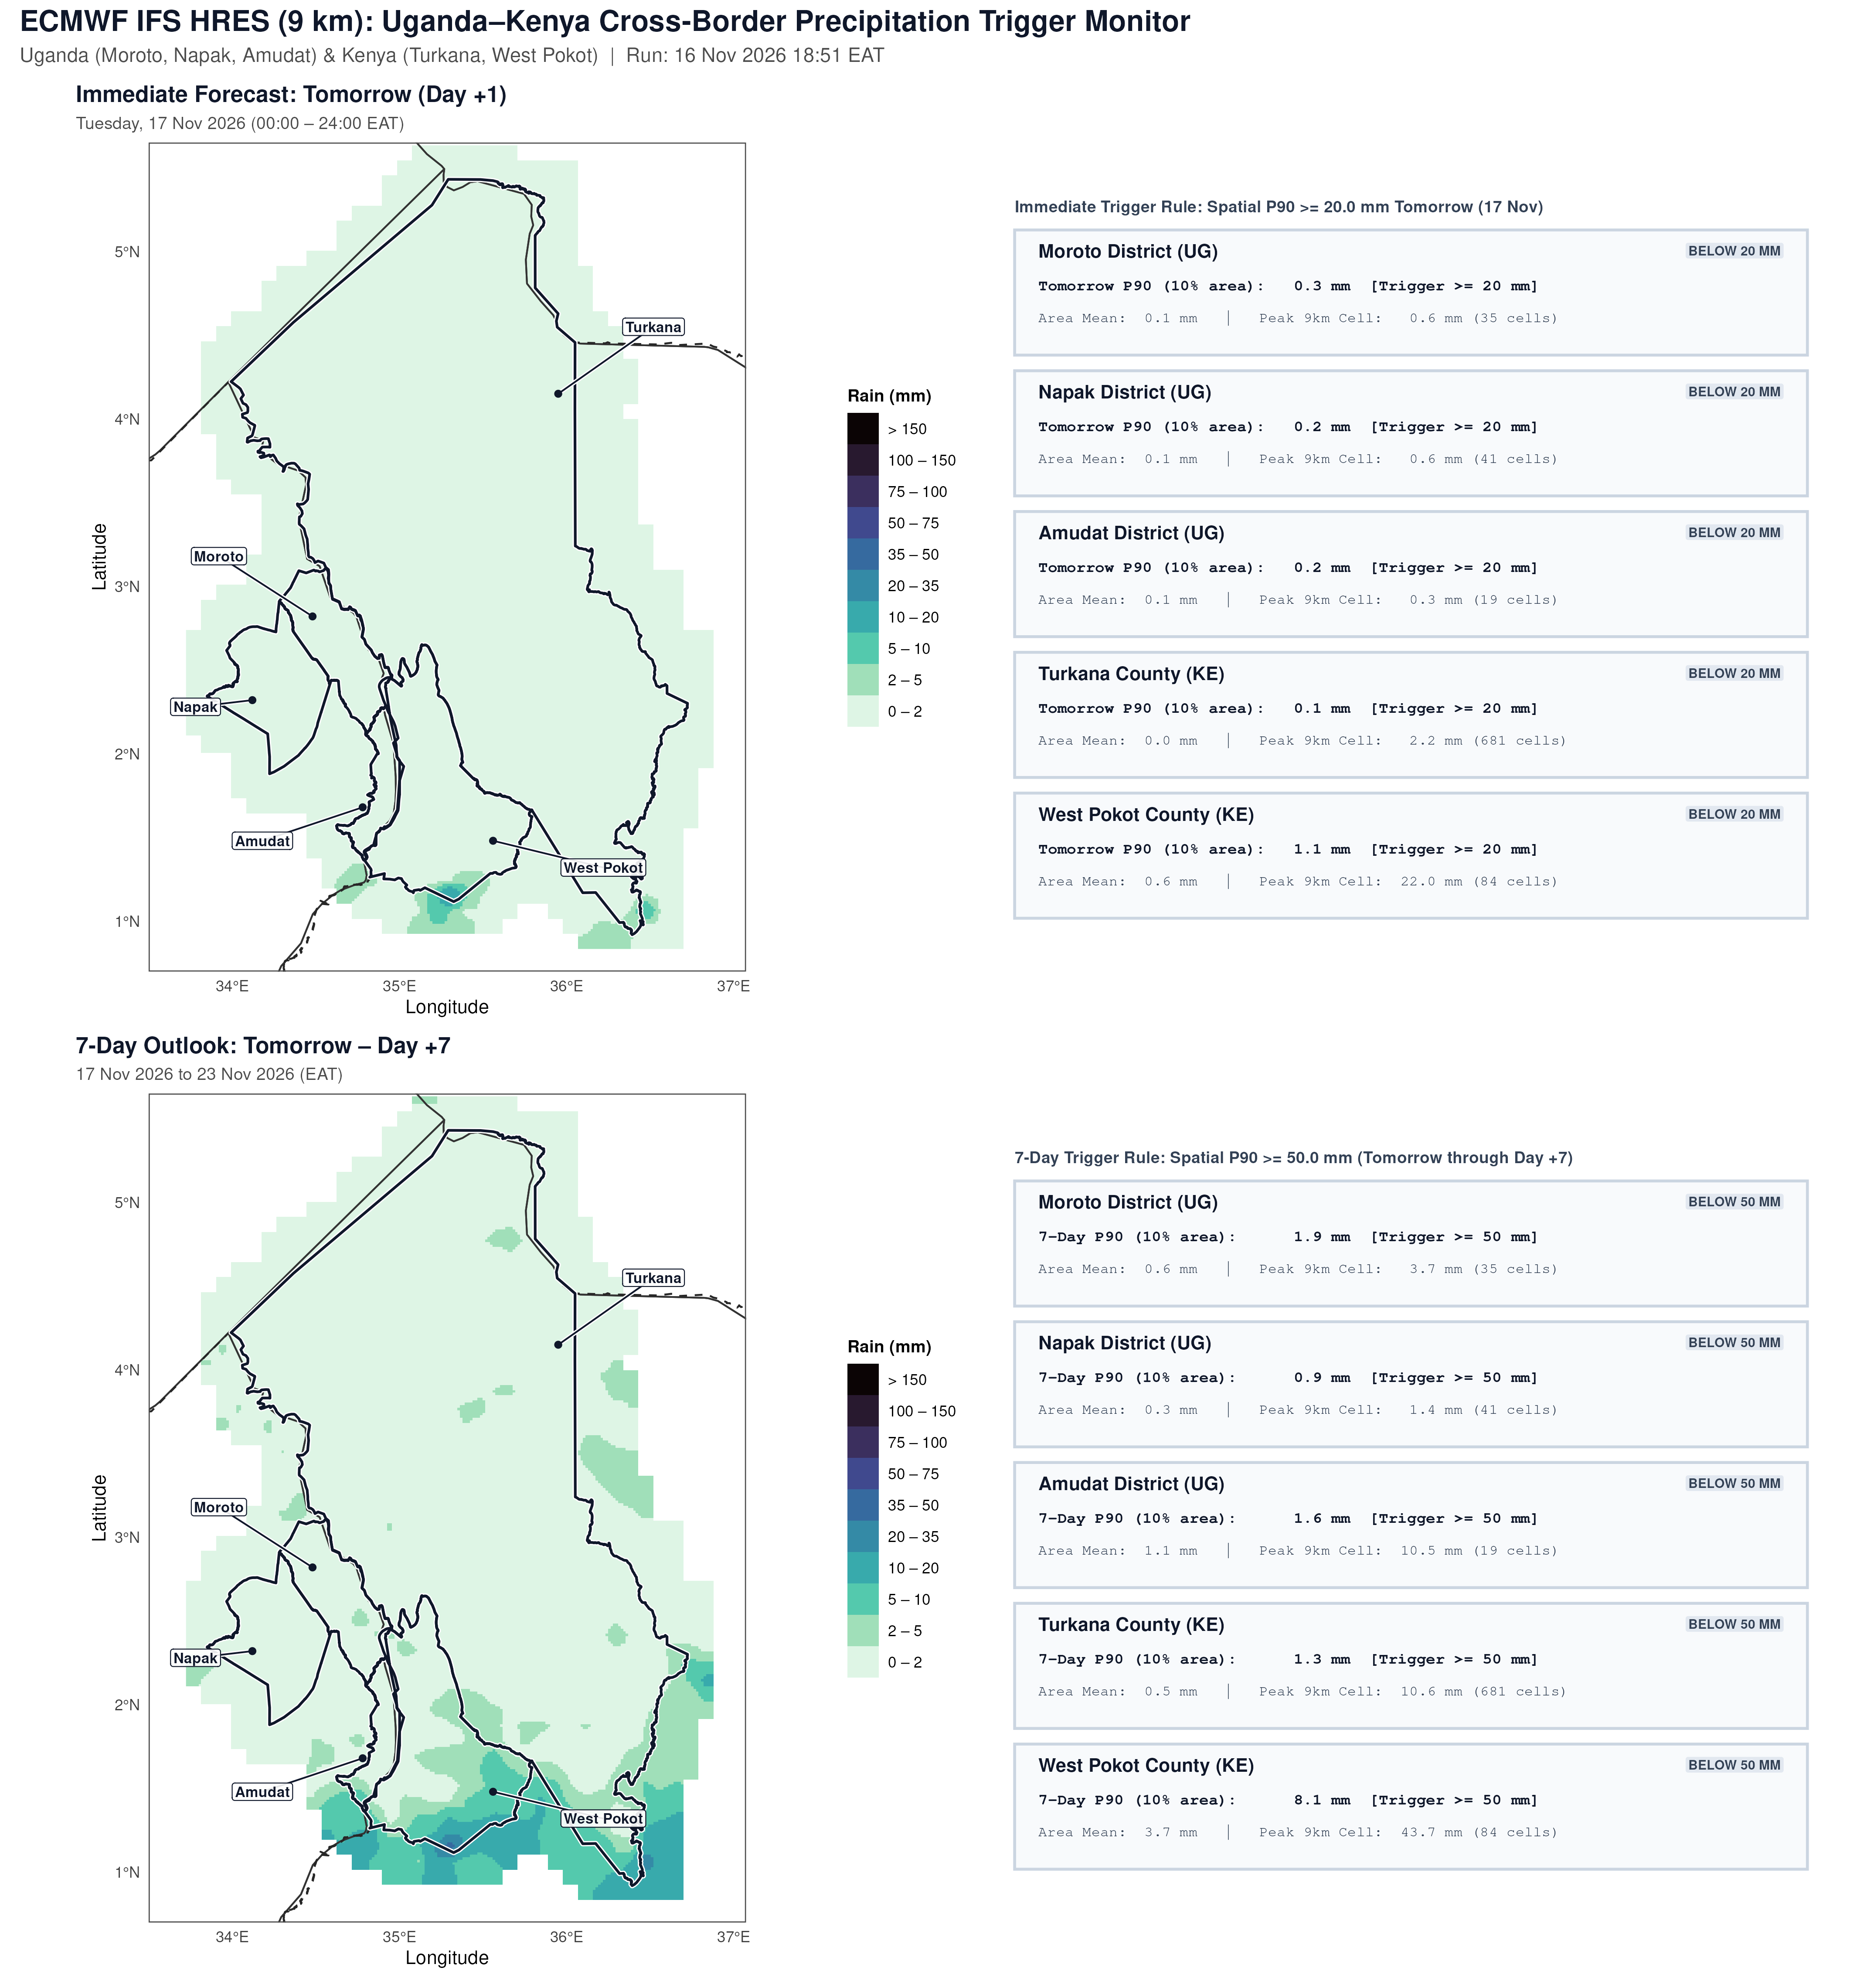 ECMWF IFS HRES (9 km): Uganda–Kenya Cross-Border Precipitation Trigger Monitor
Uganda (Moroto, Napak, Amudat) & Kenya (Turkana, West Pokot) | Run: 16 Nov 2026 18:51 EAT
Immediate Forecast: Tomorrow (Day +1)
Tuesday, 17 Nov 2026 (00:00 – 24:00 EAT)
5°N
4°N
3°N
2°N
1°N
Latitude
34°E
35°E
36°E
37°E
Longitude
Turkana
Moroto
Napak
Amudat
West Pokot
Rain (mm)
> 150
100 – 150
75 – 100
50 – 75
35 – 50
20 – 35
10 – 20
5 – 10
2 – 5
0 – 2
Immediate Trigger Rule: Spatial P90 >= 20.0 mm Tomorrow (17 Nov)
Moroto District (UG) BELOW 20 MM
Tomorrow P90 (10% area): 0.3 mm [Trigger >= 20 mm]
Area Mean: 0.1 mm | Peak 9km Cell: 0.6 mm (35 cells)
Napak District (UG) BELOW 20 MM
Tomorrow P90 (10% area): 0.2 mm [Trigger >= 20 mm]
Area Mean: 0.1 mm | Peak 9km Cell: 0.6 mm (41 cells)
Amudat District (UG) BELOW 20 MM
Tomorrow P90 (10% area): 0.2 mm [Trigger >= 20 mm]
Area Mean: 0.1 mm | Peak 9km Cell: 0.3 mm (19 cells)
Turkana County (KE) BELOW 20 MM
Tomorrow P90 (10% area): 0.1 mm [Trigger >= 20 mm]
Area Mean: 0.0 mm | Peak 9km Cell: 2.2 mm (681 cells)
West Pokot County (KE) BELOW 20 MM
Tomorrow P90 (10% area): 1.1 mm [Trigger >= 20 mm]
Area Mean: 0.6 mm | Peak 9km Cell: 22.0 mm (84 cells)
7-Day Outlook: Tomorrow – Day +7
17 Nov 2026 to 23 Nov 2026 (EAT)
5°N
4°N
3°N
2°N
1°N
Latitude
34°E
35°E
36°E
37°E
Longitude
Turkana
Moroto
Napak
Amudat
West Pokot
Rain (mm)
> 150
100 – 150
75 – 100
50 – 75
35 – 50
20 – 35
10 – 20
5 – 10
2 – 5
0 – 2
7-Day Trigger Rule: Spatial P90 >= 50.0 mm (Tomorrow through Day +7)
Moroto District (UG) BELOW 50 MM
7-Day P90 (10% area): 1.9 mm [Trigger >= 50 mm]
Area Mean: 0.6 mm | Peak 9km Cell: 3.7 mm (35 cells)
Napak District (UG) BELOW 50 MM
7-Day P90 (10% area): 0.9 mm [Trigger >= 50 mm]
Area Mean: 0.3 mm | Peak 9km Cell: 1.4 mm (41 cells)
Amudat District (UG) BELOW 50 MM
7-Day P90 (10% area): 1.6 mm [Trigger >= 50 mm]
Area Mean: 1.1 mm | Peak 9km Cell: 10.5 mm (19 cells)
Turkana County (KE) BELOW 50 MM
7-Day P90 (10% area): 1.3 mm [Trigger >= 50 mm]
Area Mean: 0.5 mm | Peak 9km Cell: 10.6 mm (681 cells)
West Pokot County (KE) BELOW 50 MM
7-Day P90 (10% area): 8.1 mm [Trigger >= 50 mm]
Area Mean: 3.7 mm | Peak 9km Cell: 43.7 mm (84 cells)